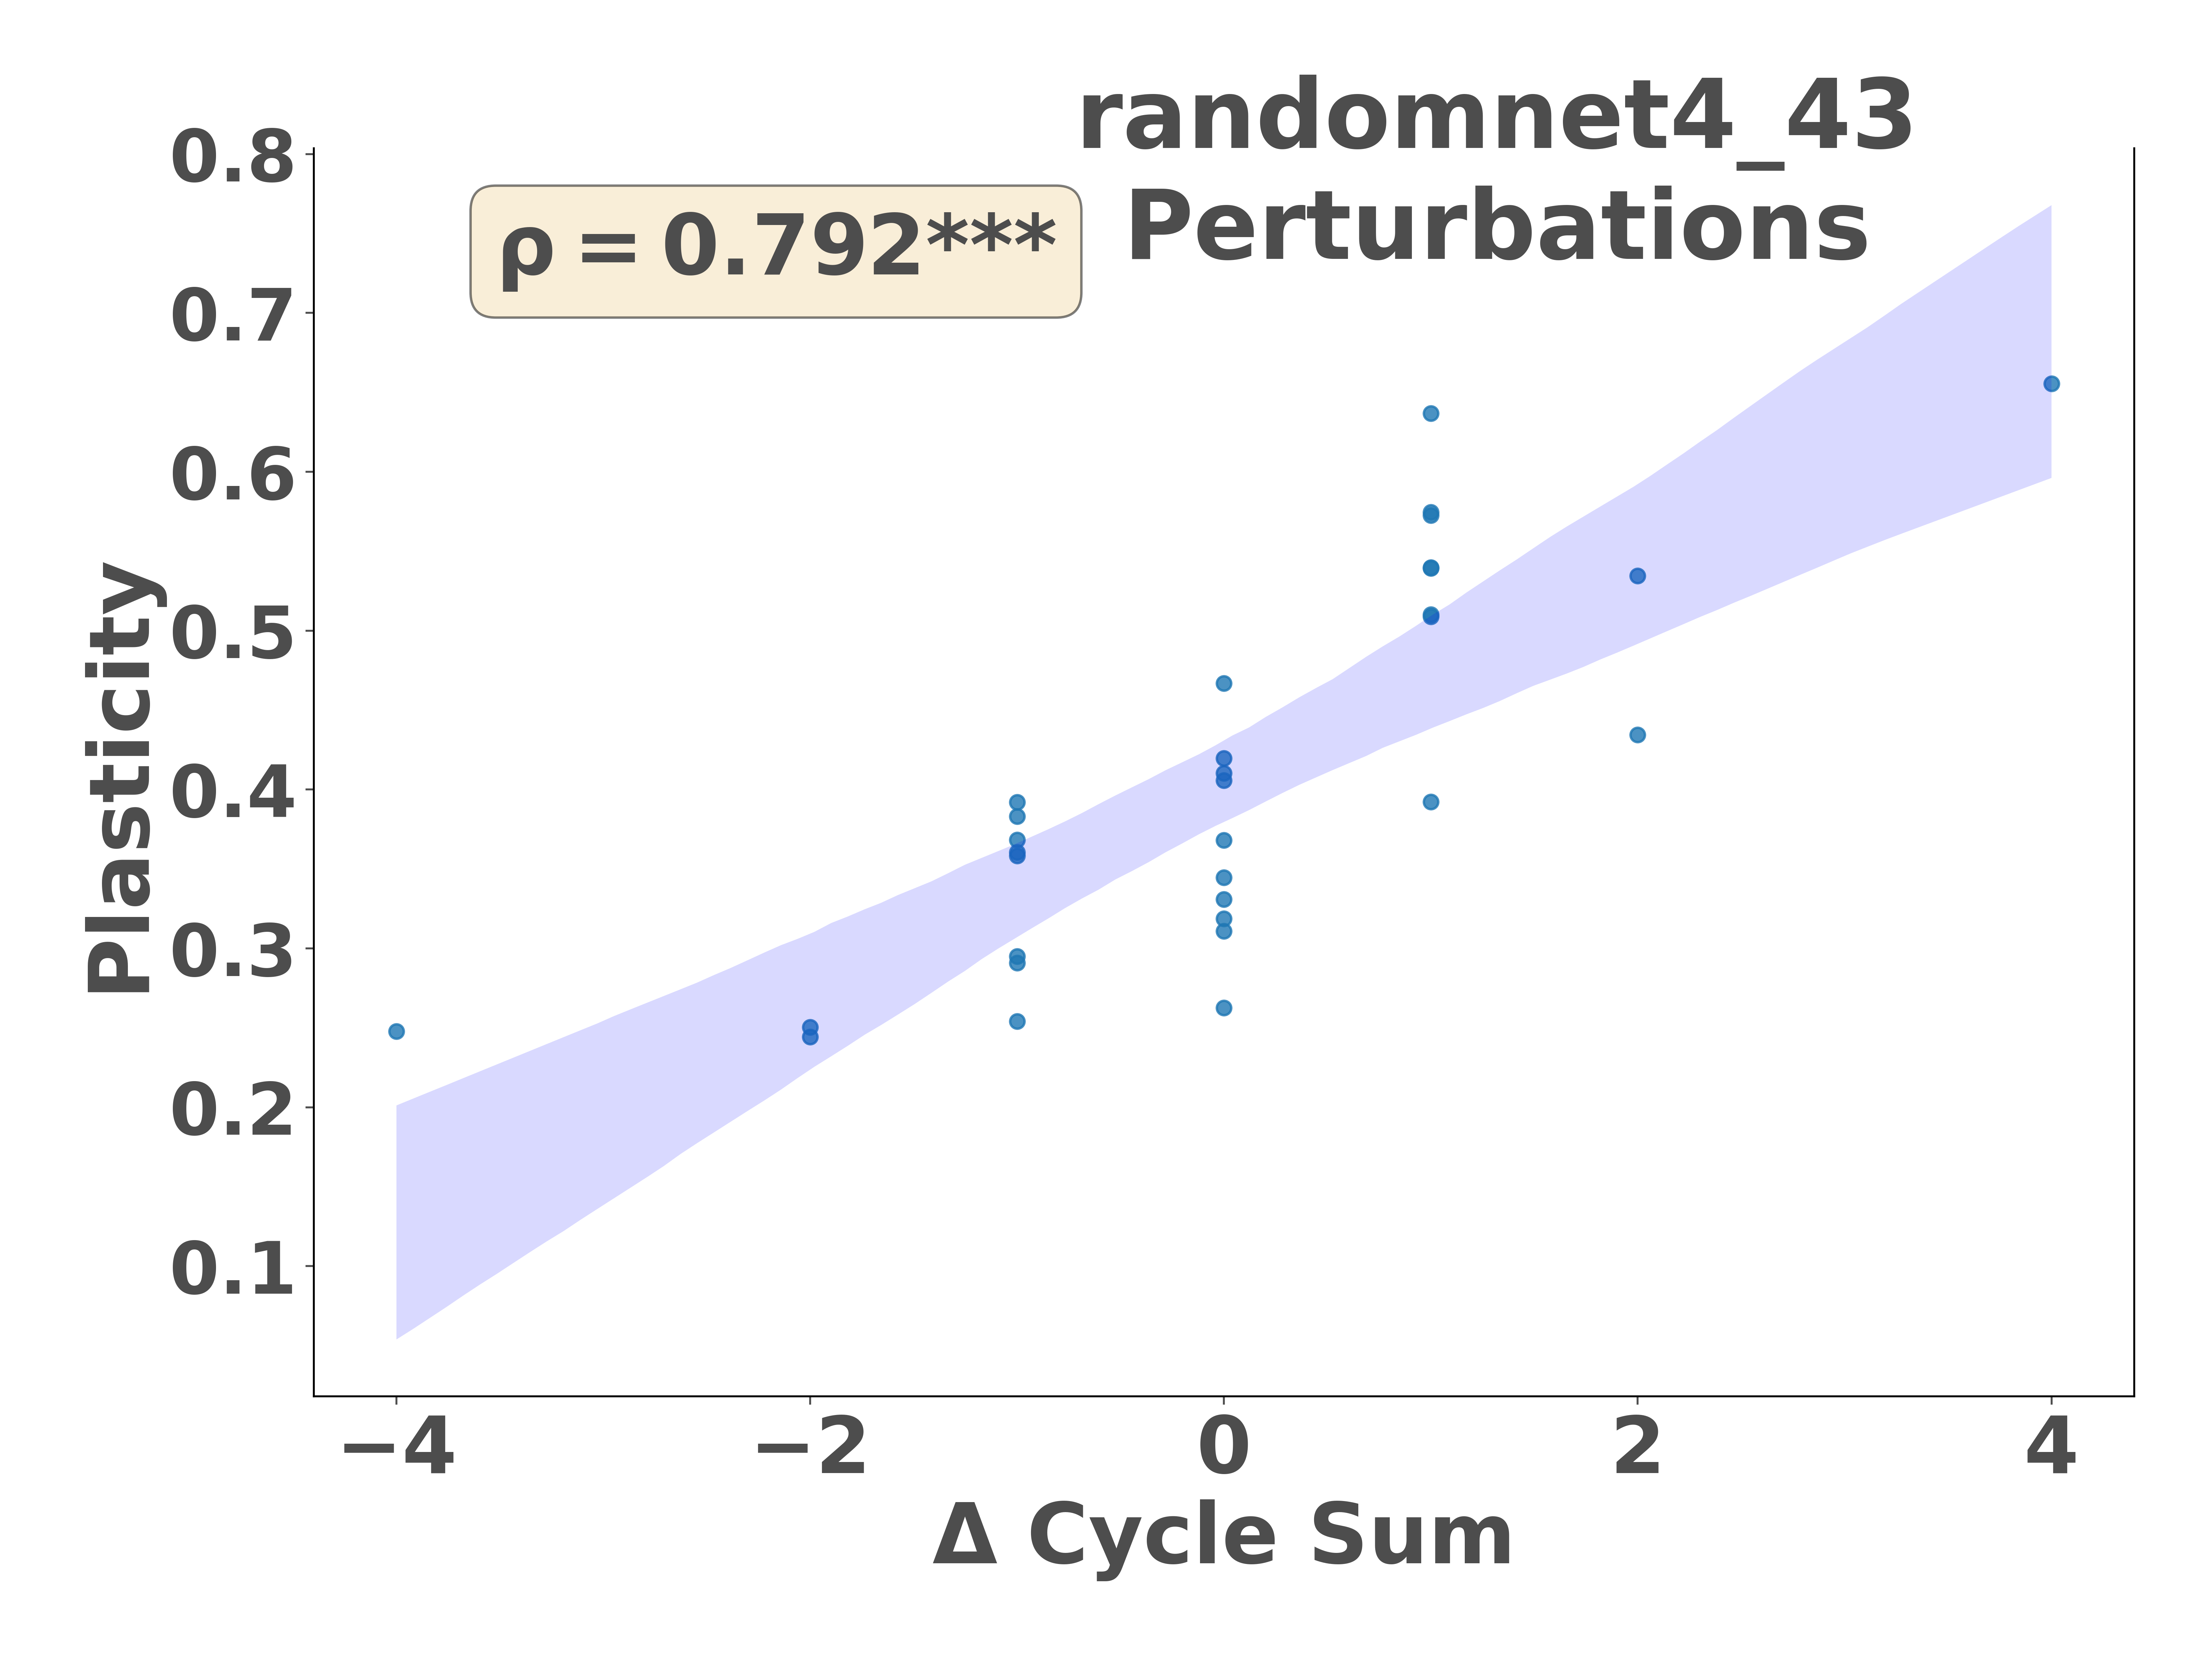 randomnet4_43
Perturbations
ρ = 0.792***
Plasticity
0.8
0.7
0.6
0.5
0.4
0.3
0.2
0.1
−4 −2 0 2 4
Δ Cycle Sum